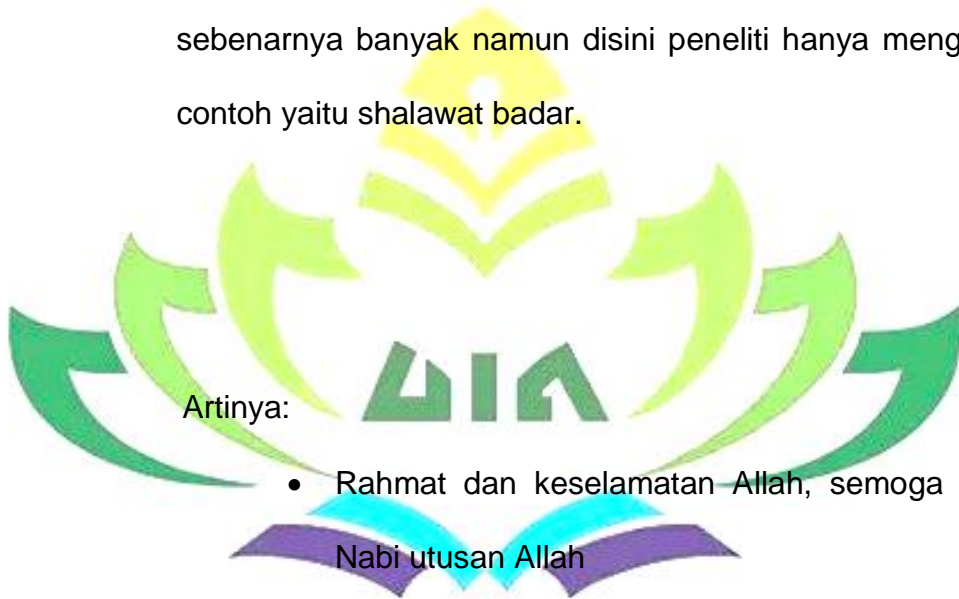 sebenarnya banyak namun disini peneliti hanya meng
contoh yaitu shalawat badar.
UIN
Artinya:
• Rahmat dan keselamatan Allah, semoga
Nabi utusan Allah